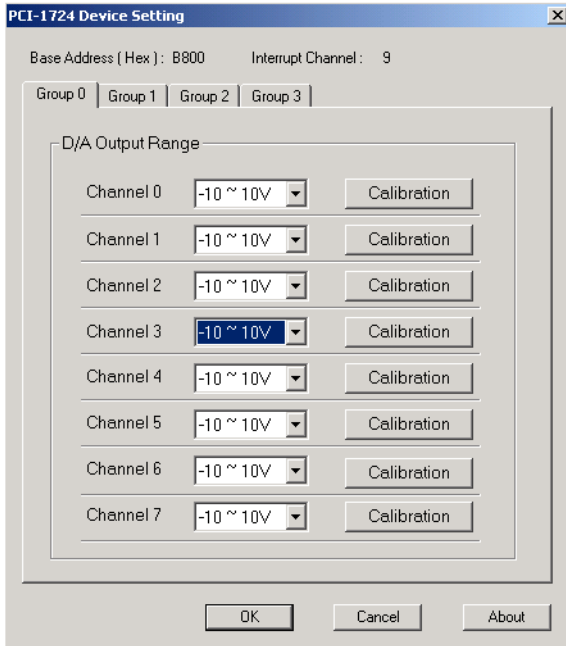 PCI-1724 Device Setting
Base Address ( Hex ) : B800 Interrupt Channel : 9
Group 0 Group 1 Group 2 Group 3
D/A Output Range
Channel 0 -10 ~ 10V Calibration
Channel 1 -10 ~ 10V Calibration
Channel 2 -10 ~ 10V Calibration
Channel 3 -10 ~ 10V Calibration
Channel 4 -10 ~ 10V Calibration
Channel 5 -10 ~ 10V Calibration
Channel 6 -10 ~ 10V Calibration
Channel 7 -10 ~ 10V Calibration
OK Cancel About